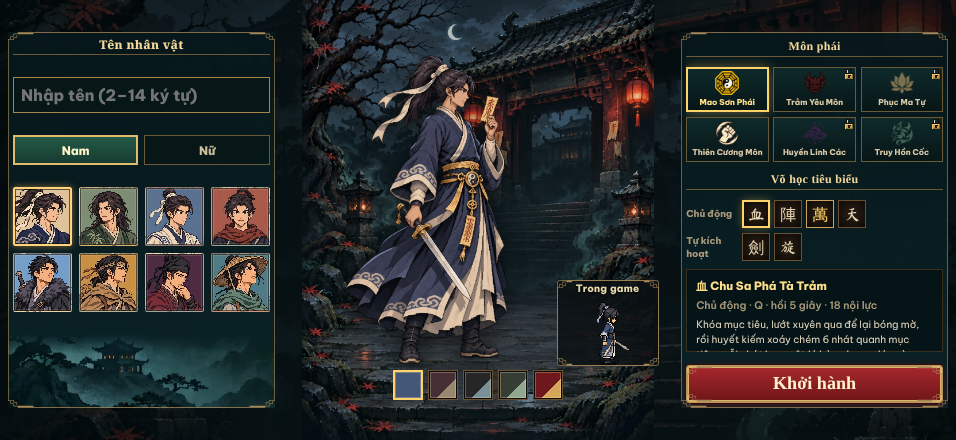 Tên nhân vật
Nhập tên (2–14 ký tự)
Nam
Nữ
Trong game
Môn phái
Mao Sơn Phái
Trảm Yêu Môn
Phục Ma Tự
Thiên Cương Môn
Huyền Linh Các
Truy Hồn Cốc
Võ học tiêu biểu
Chủ động
血 陣 萬 天
Tự kích
hoạt
劍 旋
血 Chu Sa Phá Tà Trảm
Chủ động · Q · hồi 5 giây · 18 nội lực
Khóa mục tiêu, lướt xuyên qua để lại bóng mờ,
rồi huyết kiếm xoáy chém 6 nhát quanh mục
Khởi hành